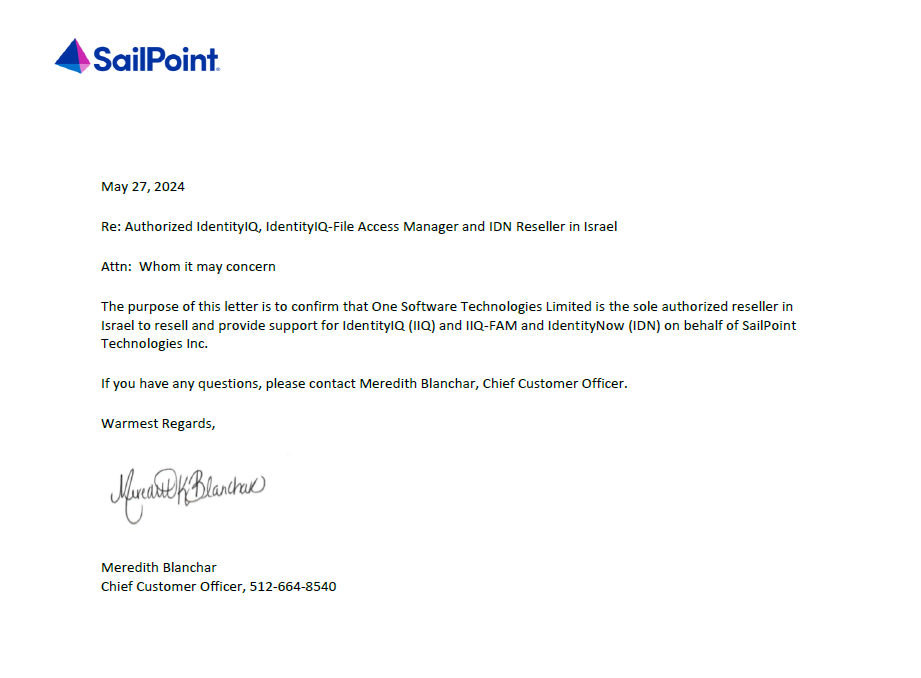 SailPoint.
May 27, 2024
Re: Authorized IdentityIQ, IdentityIQ-File Access Manager and IDN Reseller in Israel
Attn:  Whom it may concern
The purpose of this letter is to confirm that One Software Technologies Limited is the sole authorized reseller in
Israel to resell and provide support for IdentityIQ (IIQ) and IIQ-FAM and IdentityNow (IDN) on behalf of SailPoint
Technologies Inc.
If you have any questions, please contact Meredith Blanchar, Chief Customer Officer.
Warmest Regards,
Meredith K Blanchar
Meredith Blanchar
Chief Customer Officer, 512-664-8540